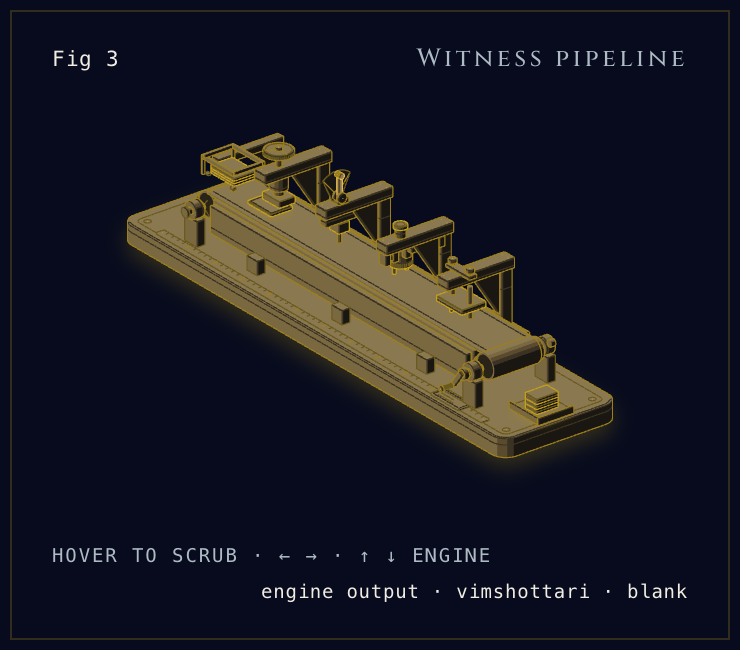 Fig 3
Witness pipeline
HOVER TO SCRUB · ← → · ↑ ↓ ENGINE
engine output · vimshottari · blank